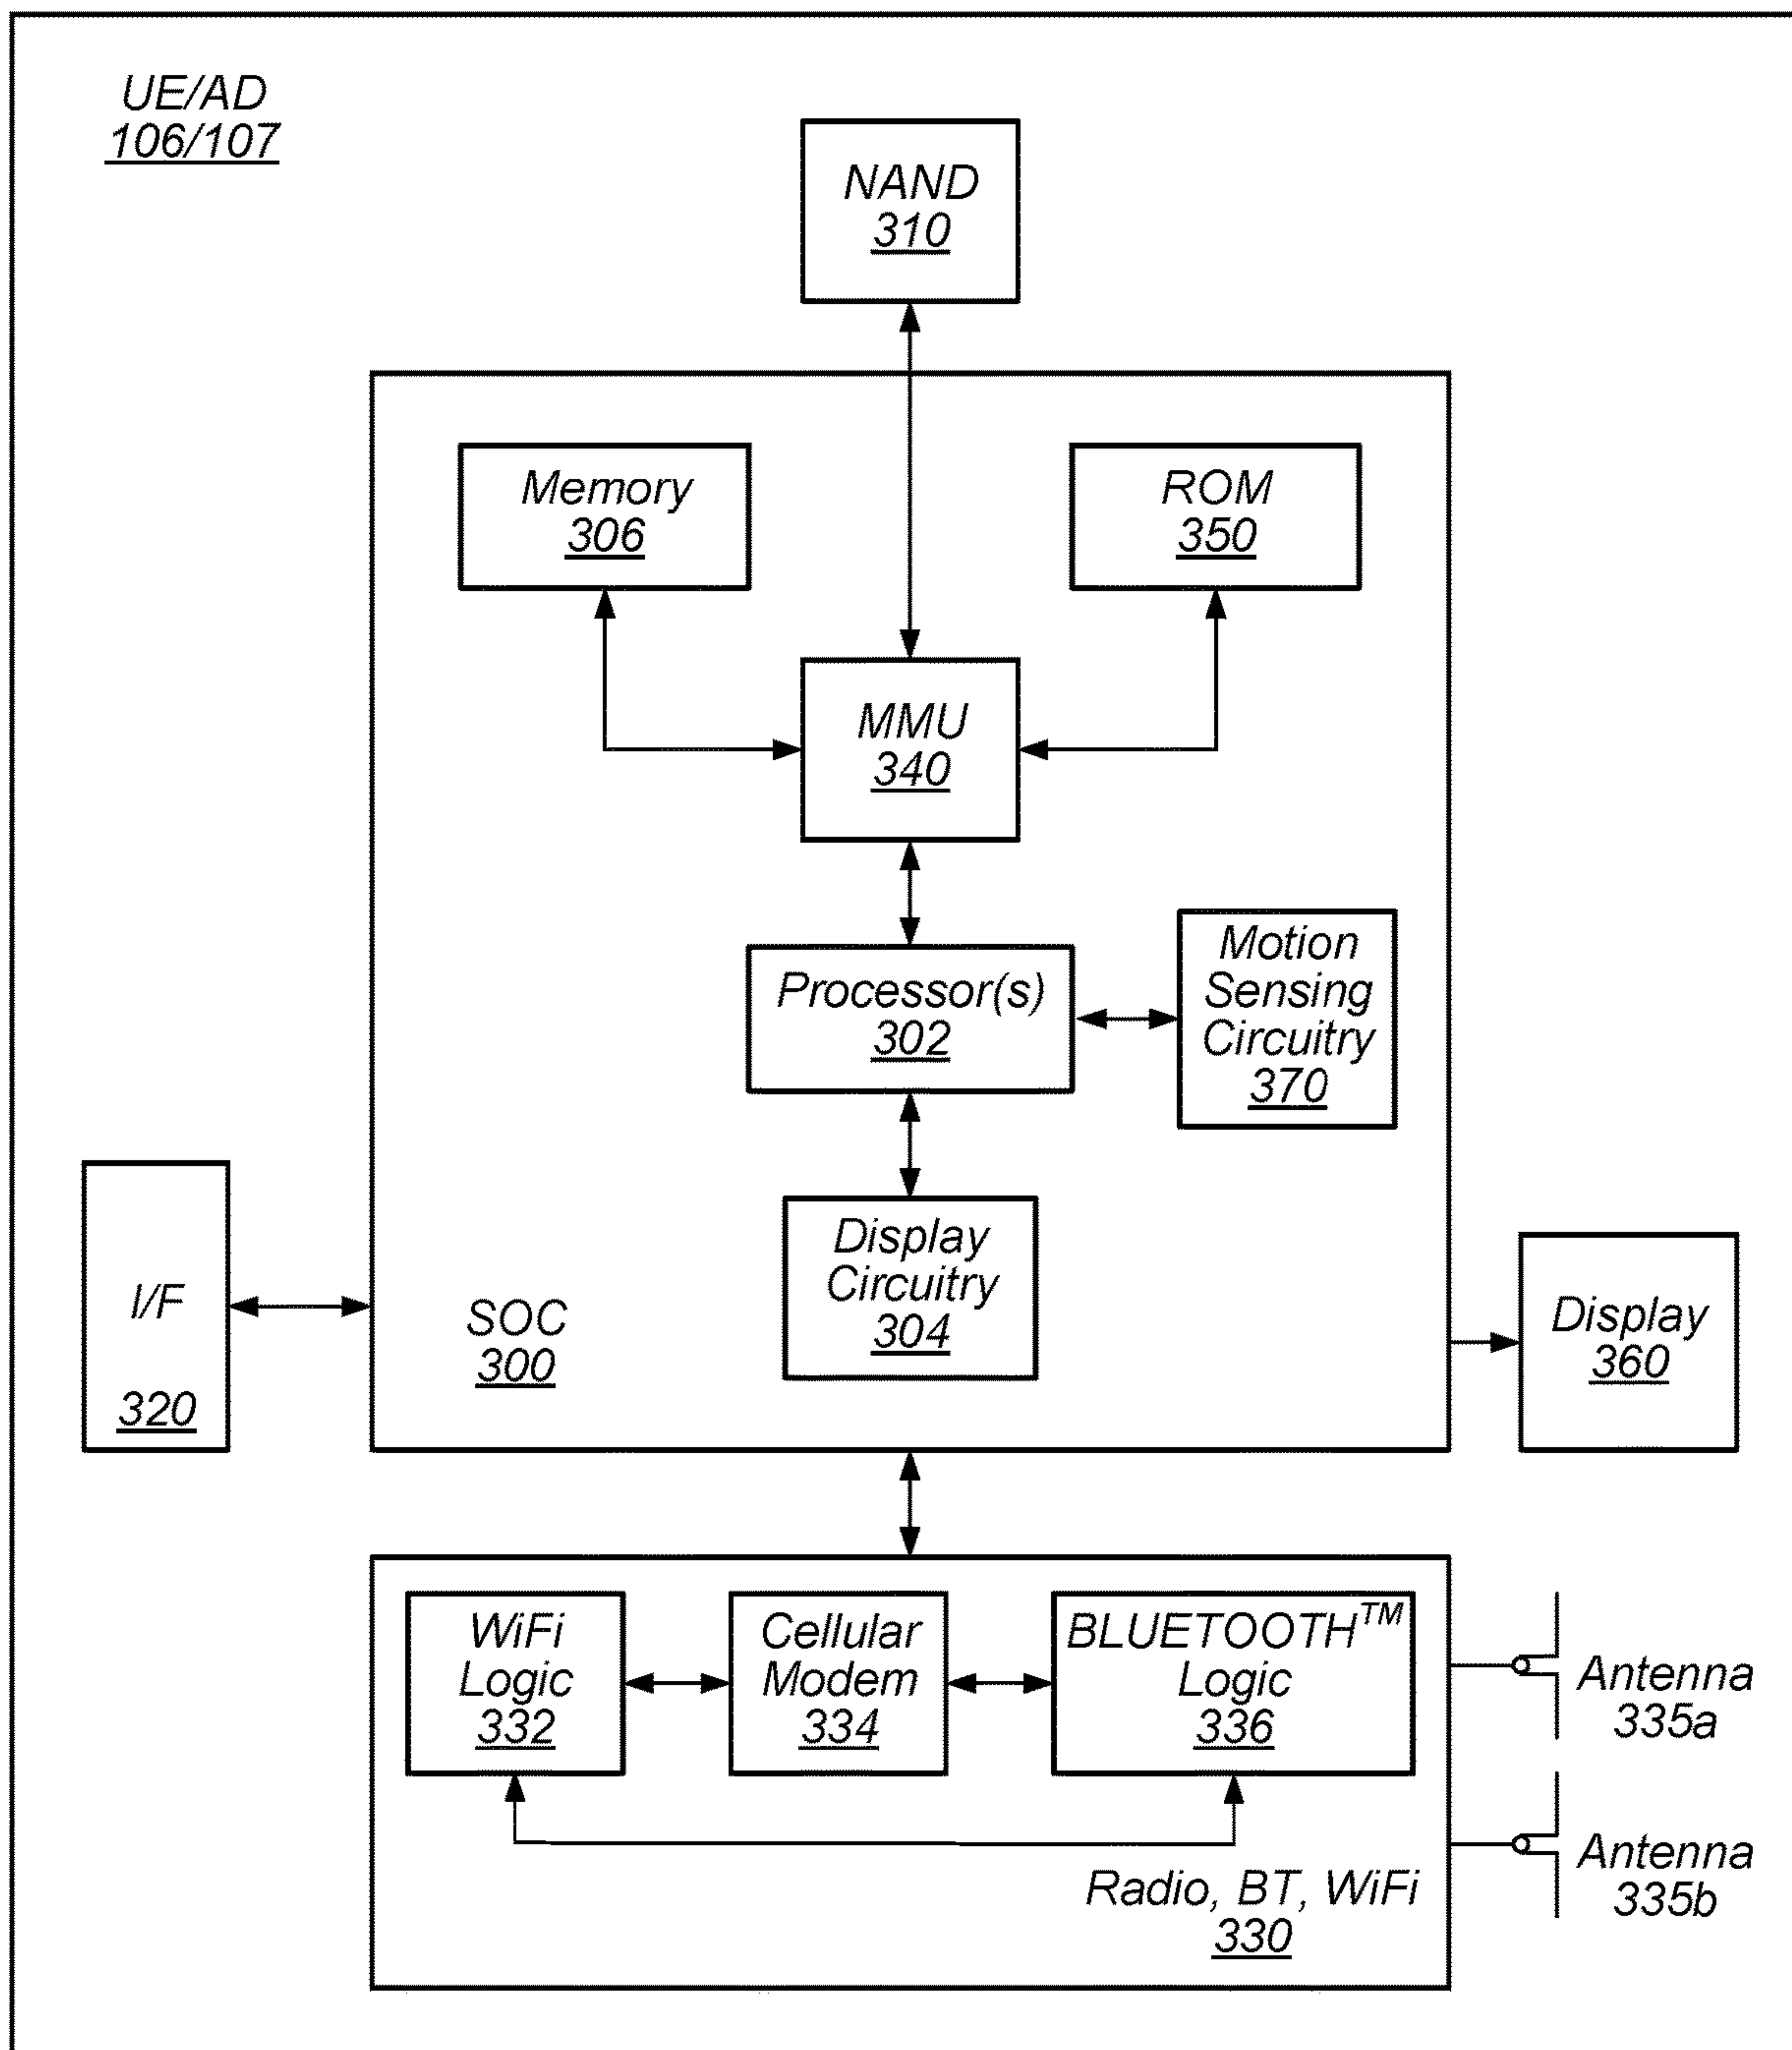 UE/AD
106/107
NAND
310
Memory
306
ROM
350
MMU
340
Processor(s)
302
Motion
Sensing
Circuitry
370
Display
Circuitry
304
SOC
300
I/F
320
Display
360
WiFi
Logic
332
Cellular
Modem
334
BLUETOOTH™
Logic
336
Radio, BT, WiFi
330
Antenna
335a
Antenna
335b